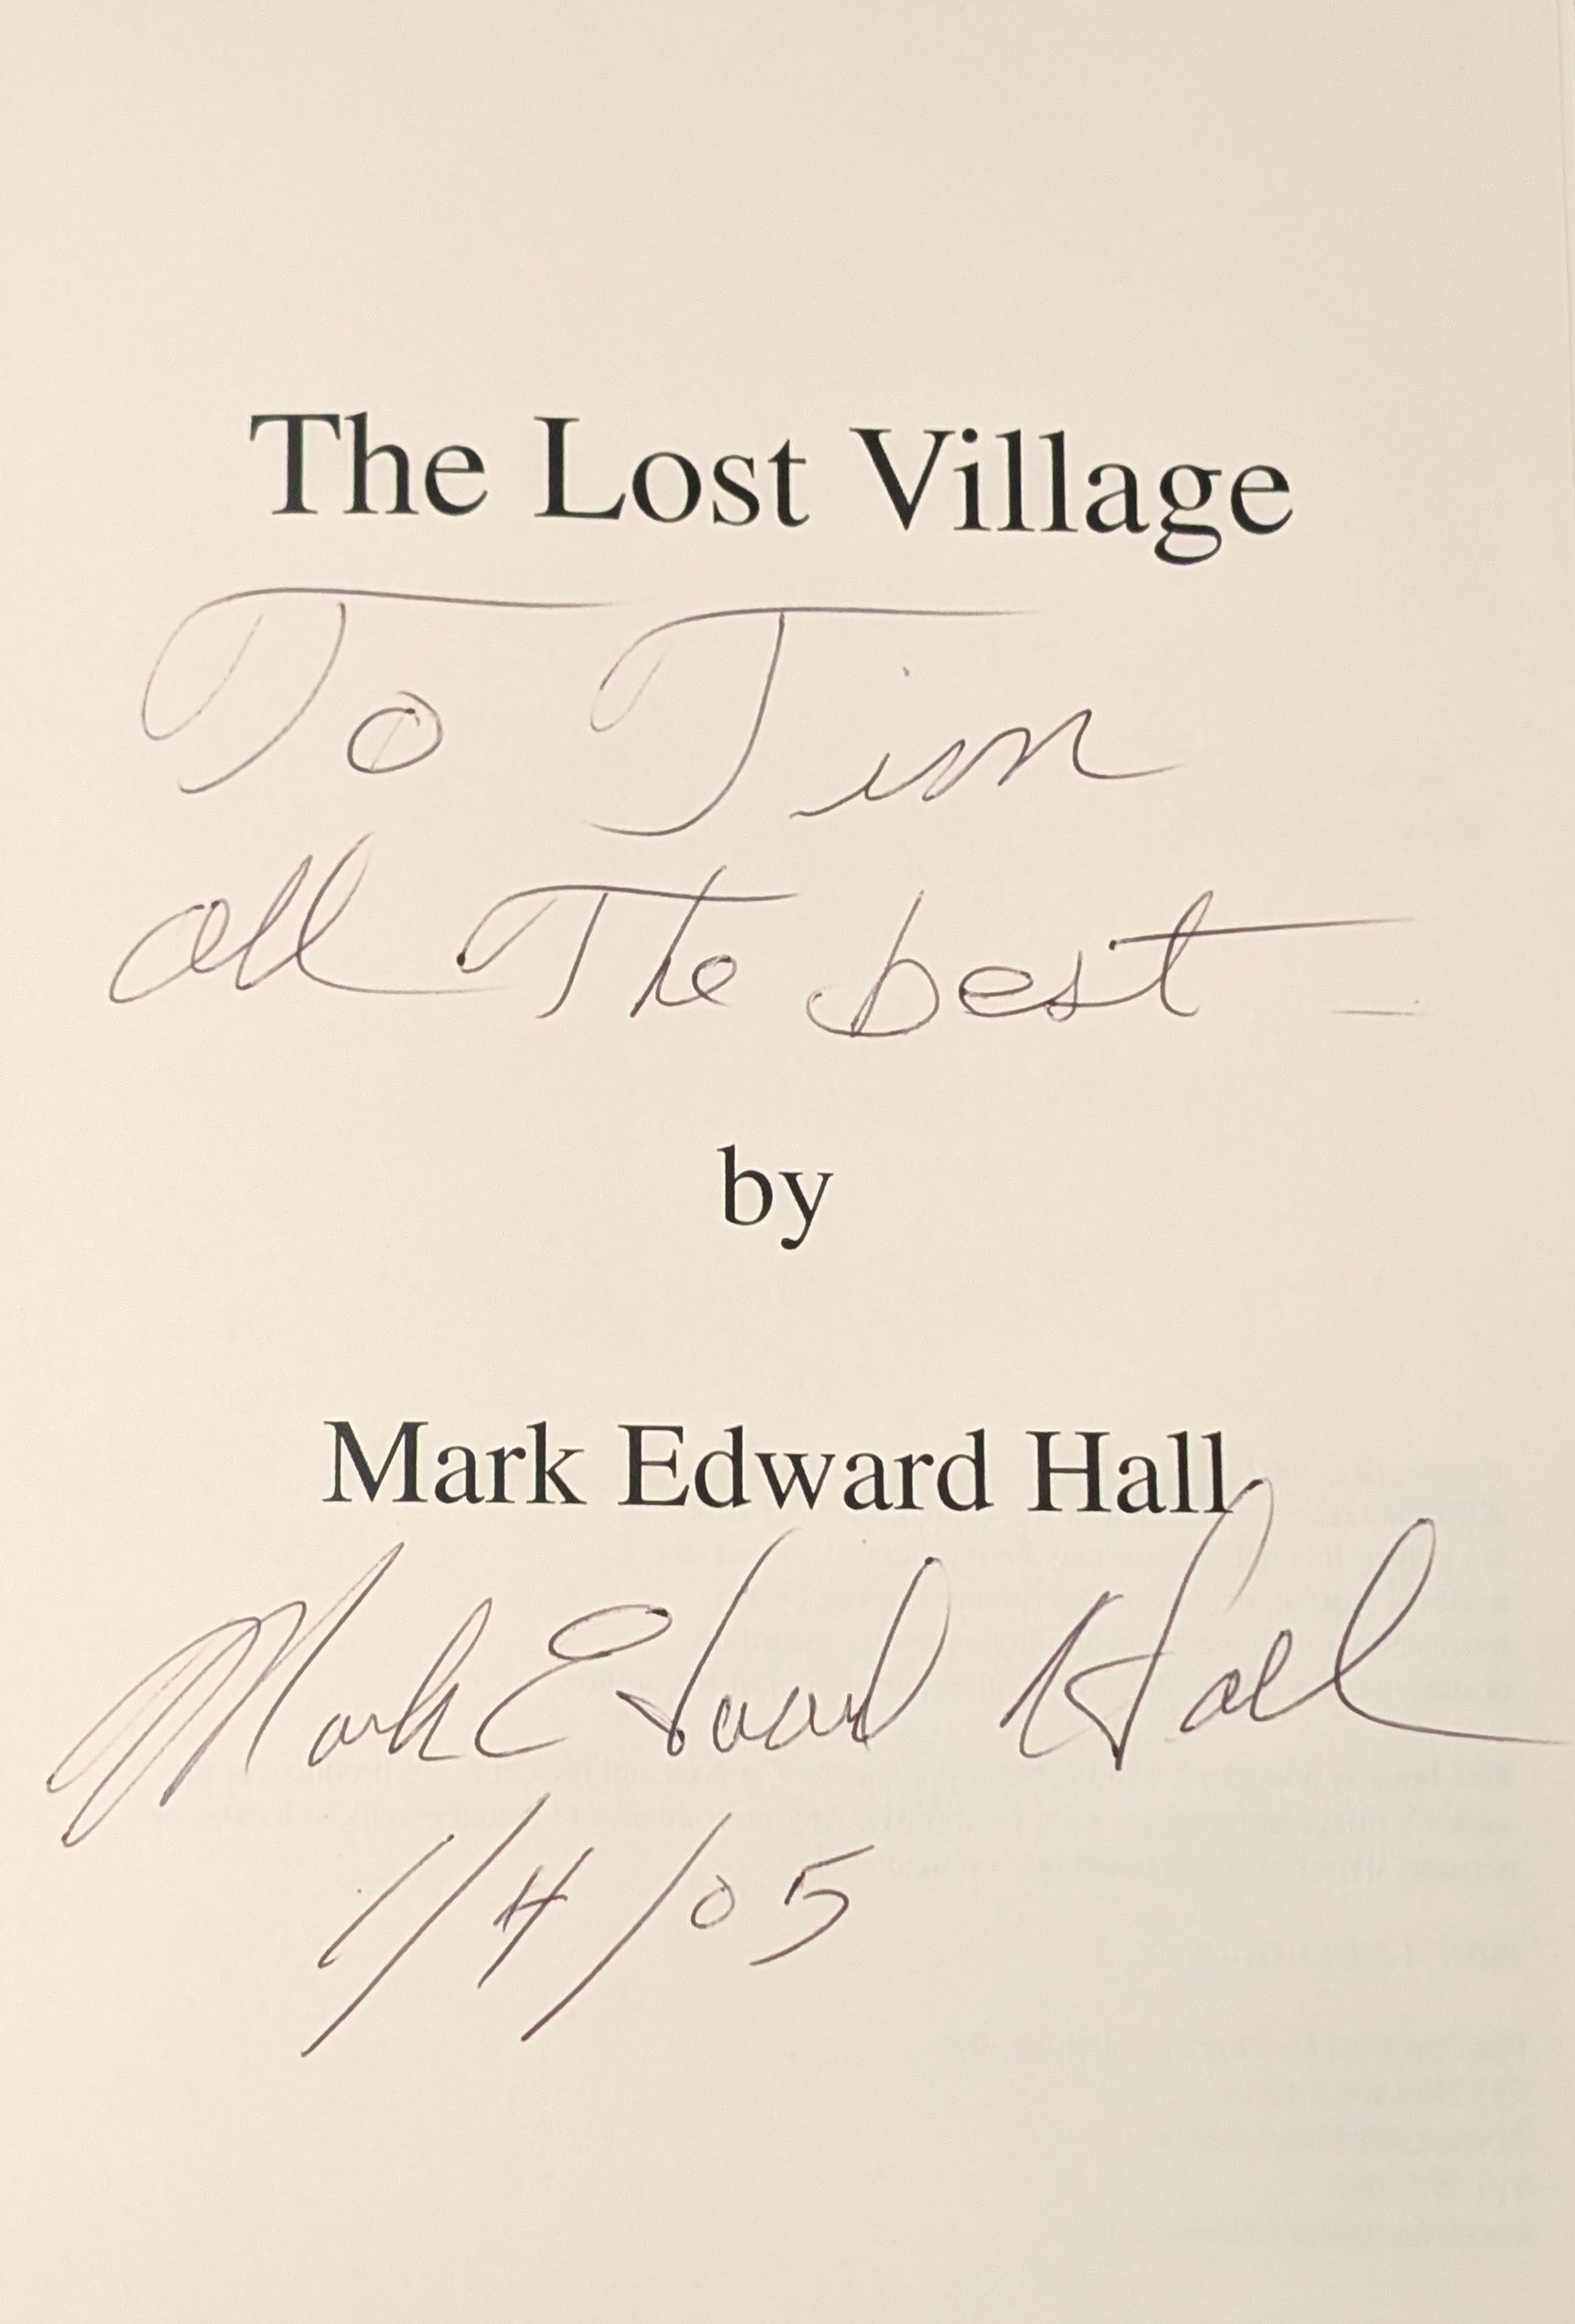 The Lost Village
To Tim
all The best –
by
Mark Edward Hall
Mark Edward Hall
1/4/05